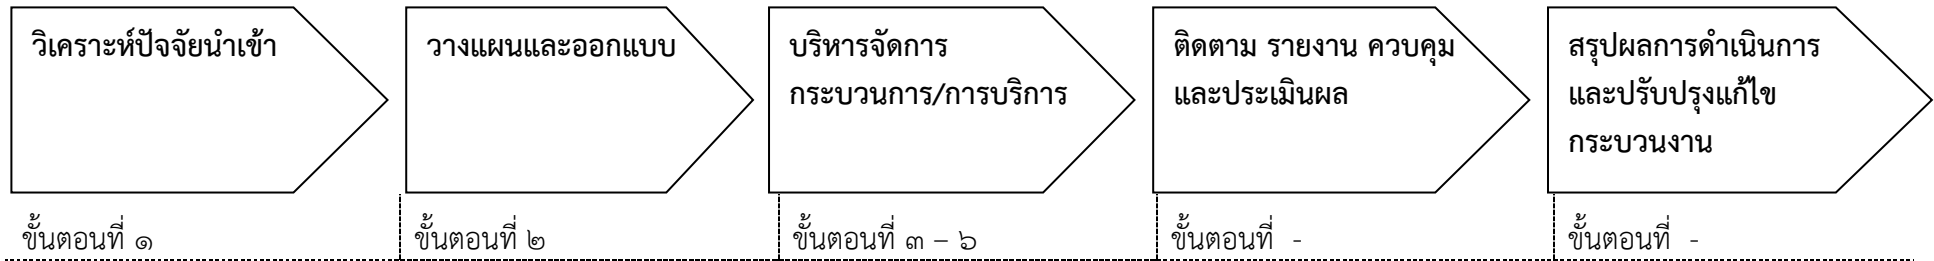 วิเคราะห์ปัจจัยนำเข้า
วางแผนและออกแบบ
บริหารจัดการ
กระบวนการ/การบริการ
ติดตาม รายงาน ควบคุม
และประเมินผล
สรุปผลการดำเนินการ
และปรับปรุงแก้ไข
กระบวนงาน
ขั้นตอนที่ ๑
ขั้นตอนที่ ๒
ขั้นตอนที่ ๓ – ๖
ขั้นตอนที่ -
ขั้นตอนที่ -